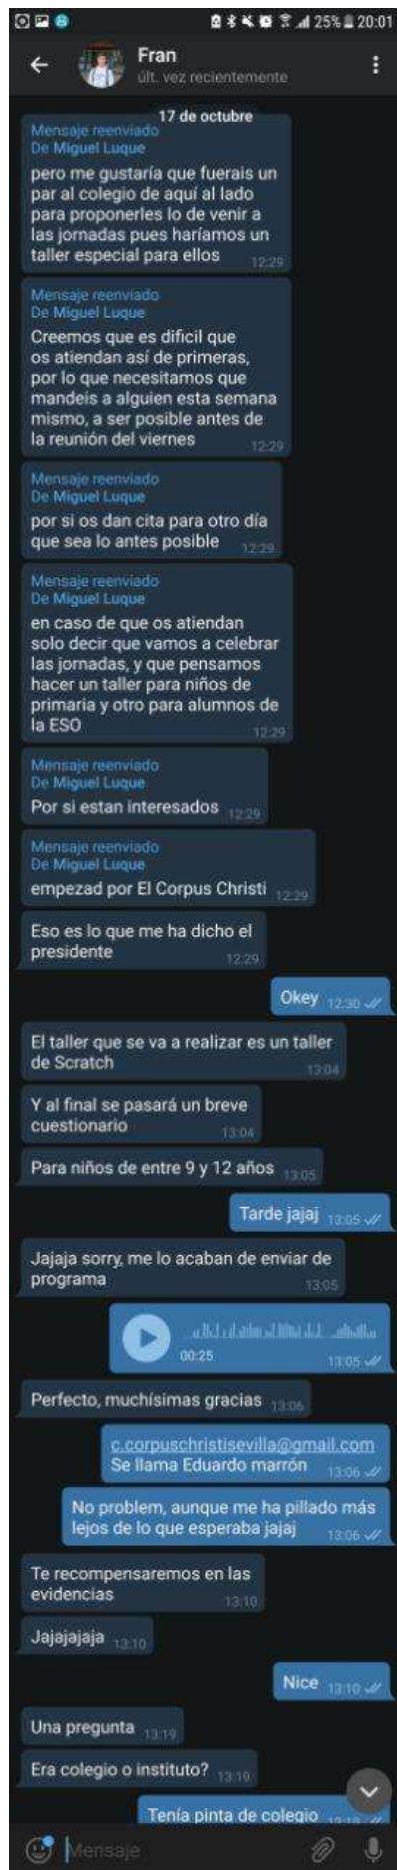 25% 20:01
Fran
últ. vez recientemente
17 de octubre
Mensaje reenviado
De Miguel Luque
pero me gustaría que fuerais un
par al colegio de aquí al lado
para proponerles lo de venir a
las jornadas pues haríamos un
taller especial para ellos 12:29
Mensaje reenviado
De Miguel Luque
Creemos que es dificil que
os atiendan así de primeras,
por lo que necesitamos que
mandeis a alguien esta semana
mismo, a ser posible antes de
la reunión del viernes 12:29
Mensaje reenviado
De Miguel Luque
por si os dan cita para otro día
que sea lo antes posible 12:29
Mensaje reenviado
De Miguel Luque
en caso de que os atiendan
solo decir que vamos a celebrar
las jornadas, y que pensamos
hacer un taller para niños de
primaria y otro para alumnos de
la ESO 12:29
Mensaje reenviado
De Miguel Luque
Por si estan interesados 12:29
Mensaje reenviado
De Miguel Luque
empezad por El Corpus Christi 12:29
Eso es lo que me ha dicho el
presidente 12:29
Okey 12:30
El taller que se va a realizar es un taller
de Scratch 13:04
Y al final se pasará un breve
cuestionario 13:04
Para niños de entre 9 y 12 años 13:05
Tarde jajaj 13:05
Jajaja sorry, me lo acaban de enviar de
programa 13:05
00:25 13:05
Perfecto, muchísimas gracias 13:06
c.corpuschristisevilla@gmail.com
Se llama Eduardo marrón 13:06
No problem, aunque me ha pillado más
lejos de lo que esperaba jajaj 13:06
Te recompensaremos en las
evidencias 13:10
Jajajajaja 13:10
Nice 13:10
Una pregunta 13:19
Era colegio o instituto? 13:19
Tenía pinta de colegio 13:19
Mensaje